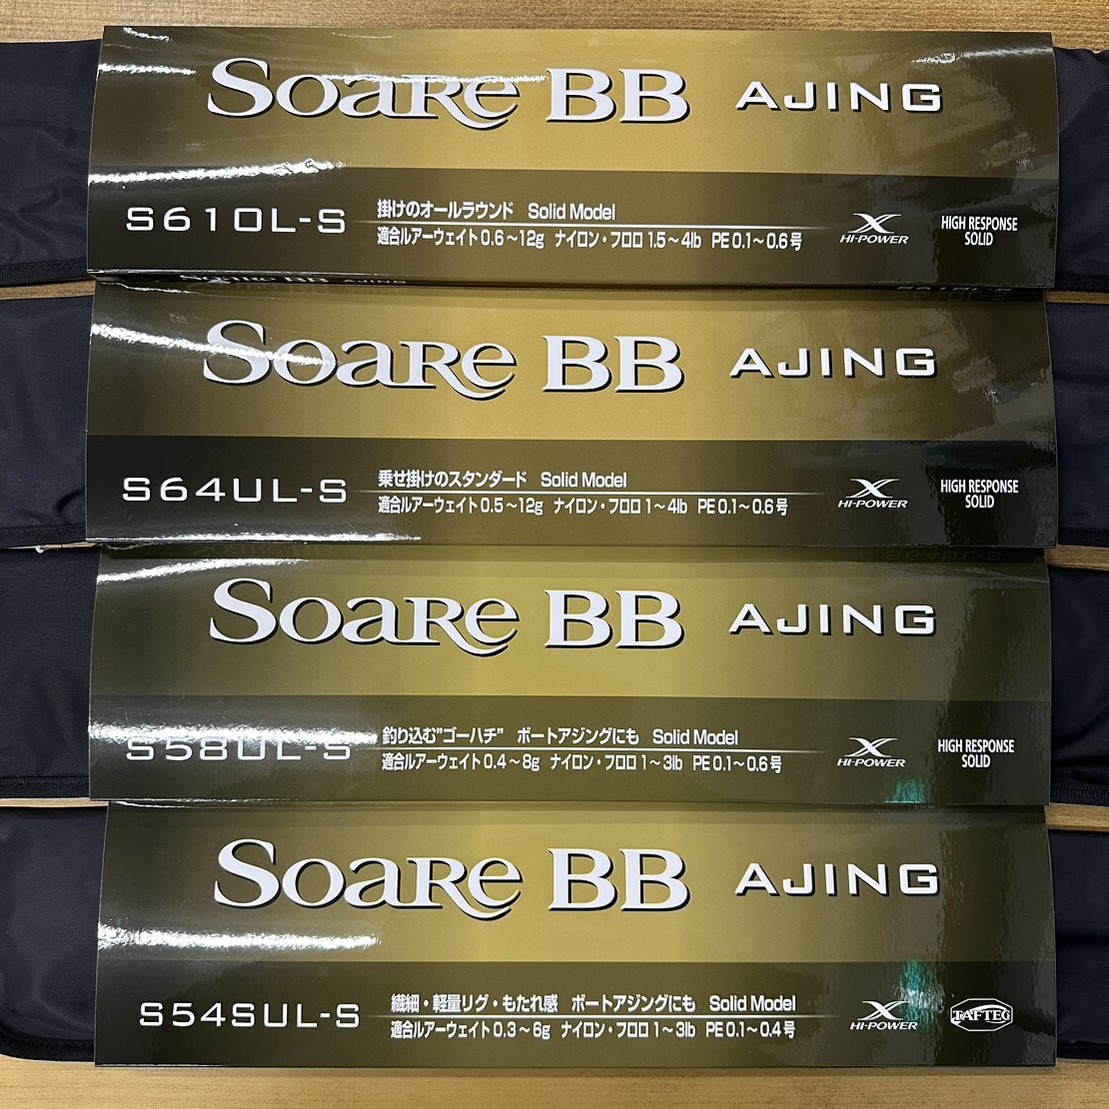 Soare BB AJING
S610L-S
掛けのオールラウンド Solid Model
適合ルアーウェイト 0.6～12g ナイロン・フロロ 1.5～4lb PE 0.1～0.6号
X HI-POWER
HIGH RESPONSE
SOLID
Soare BB AJING
S64UL-S
乗せ掛けのスタンダード Solid Model
適合ルアーウェイト 0.5～12g ナイロン・フロロ 1～4lb PE 0.1～0.6号
X HI-POWER
HIGH RESPONSE
SOLID
Soare BB AJING
S58UL-S
釣り込む"ゴーハチ" ボートアジングにも Solid Model
適合ルアーウェイト 0.4～8g ナイロン・フロロ 1～3lb PE 0.1～0.6号
X HI-POWER
HIGH RESPONSE
SOLID
Soare BB AJING
S54SUL-S
繊細・軽量リグ・もたれ感 ボートアジングにも Solid Model
適合ルアーウェイト 0.3～6g ナイロン・フロロ 1～3lb PE 0.1～0.4号
X HI-POWER
TAFTEC